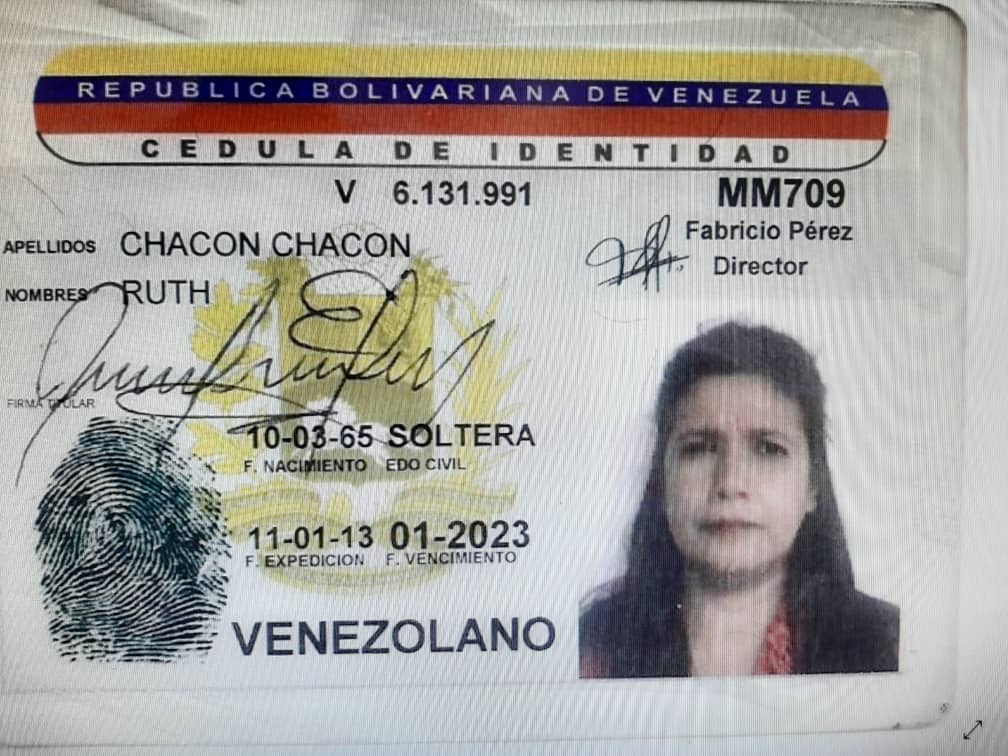 REPUBLICA BOLIVARIANA DE VENEZUELA
CEDULA DE IDENTIDAD
V 6.131.991
MM709
Fabricio Pérez
Director
APELLIDOS CHACON CHACON
NOMBRES RUTH
FIRMA TITULAR
10-03-65 SOLTERA
F. NACIMIENTO EDO CIVIL
11-01-13 01-2023
F. EXPEDICION F. VENCIMIENTO
VENEZOLANO